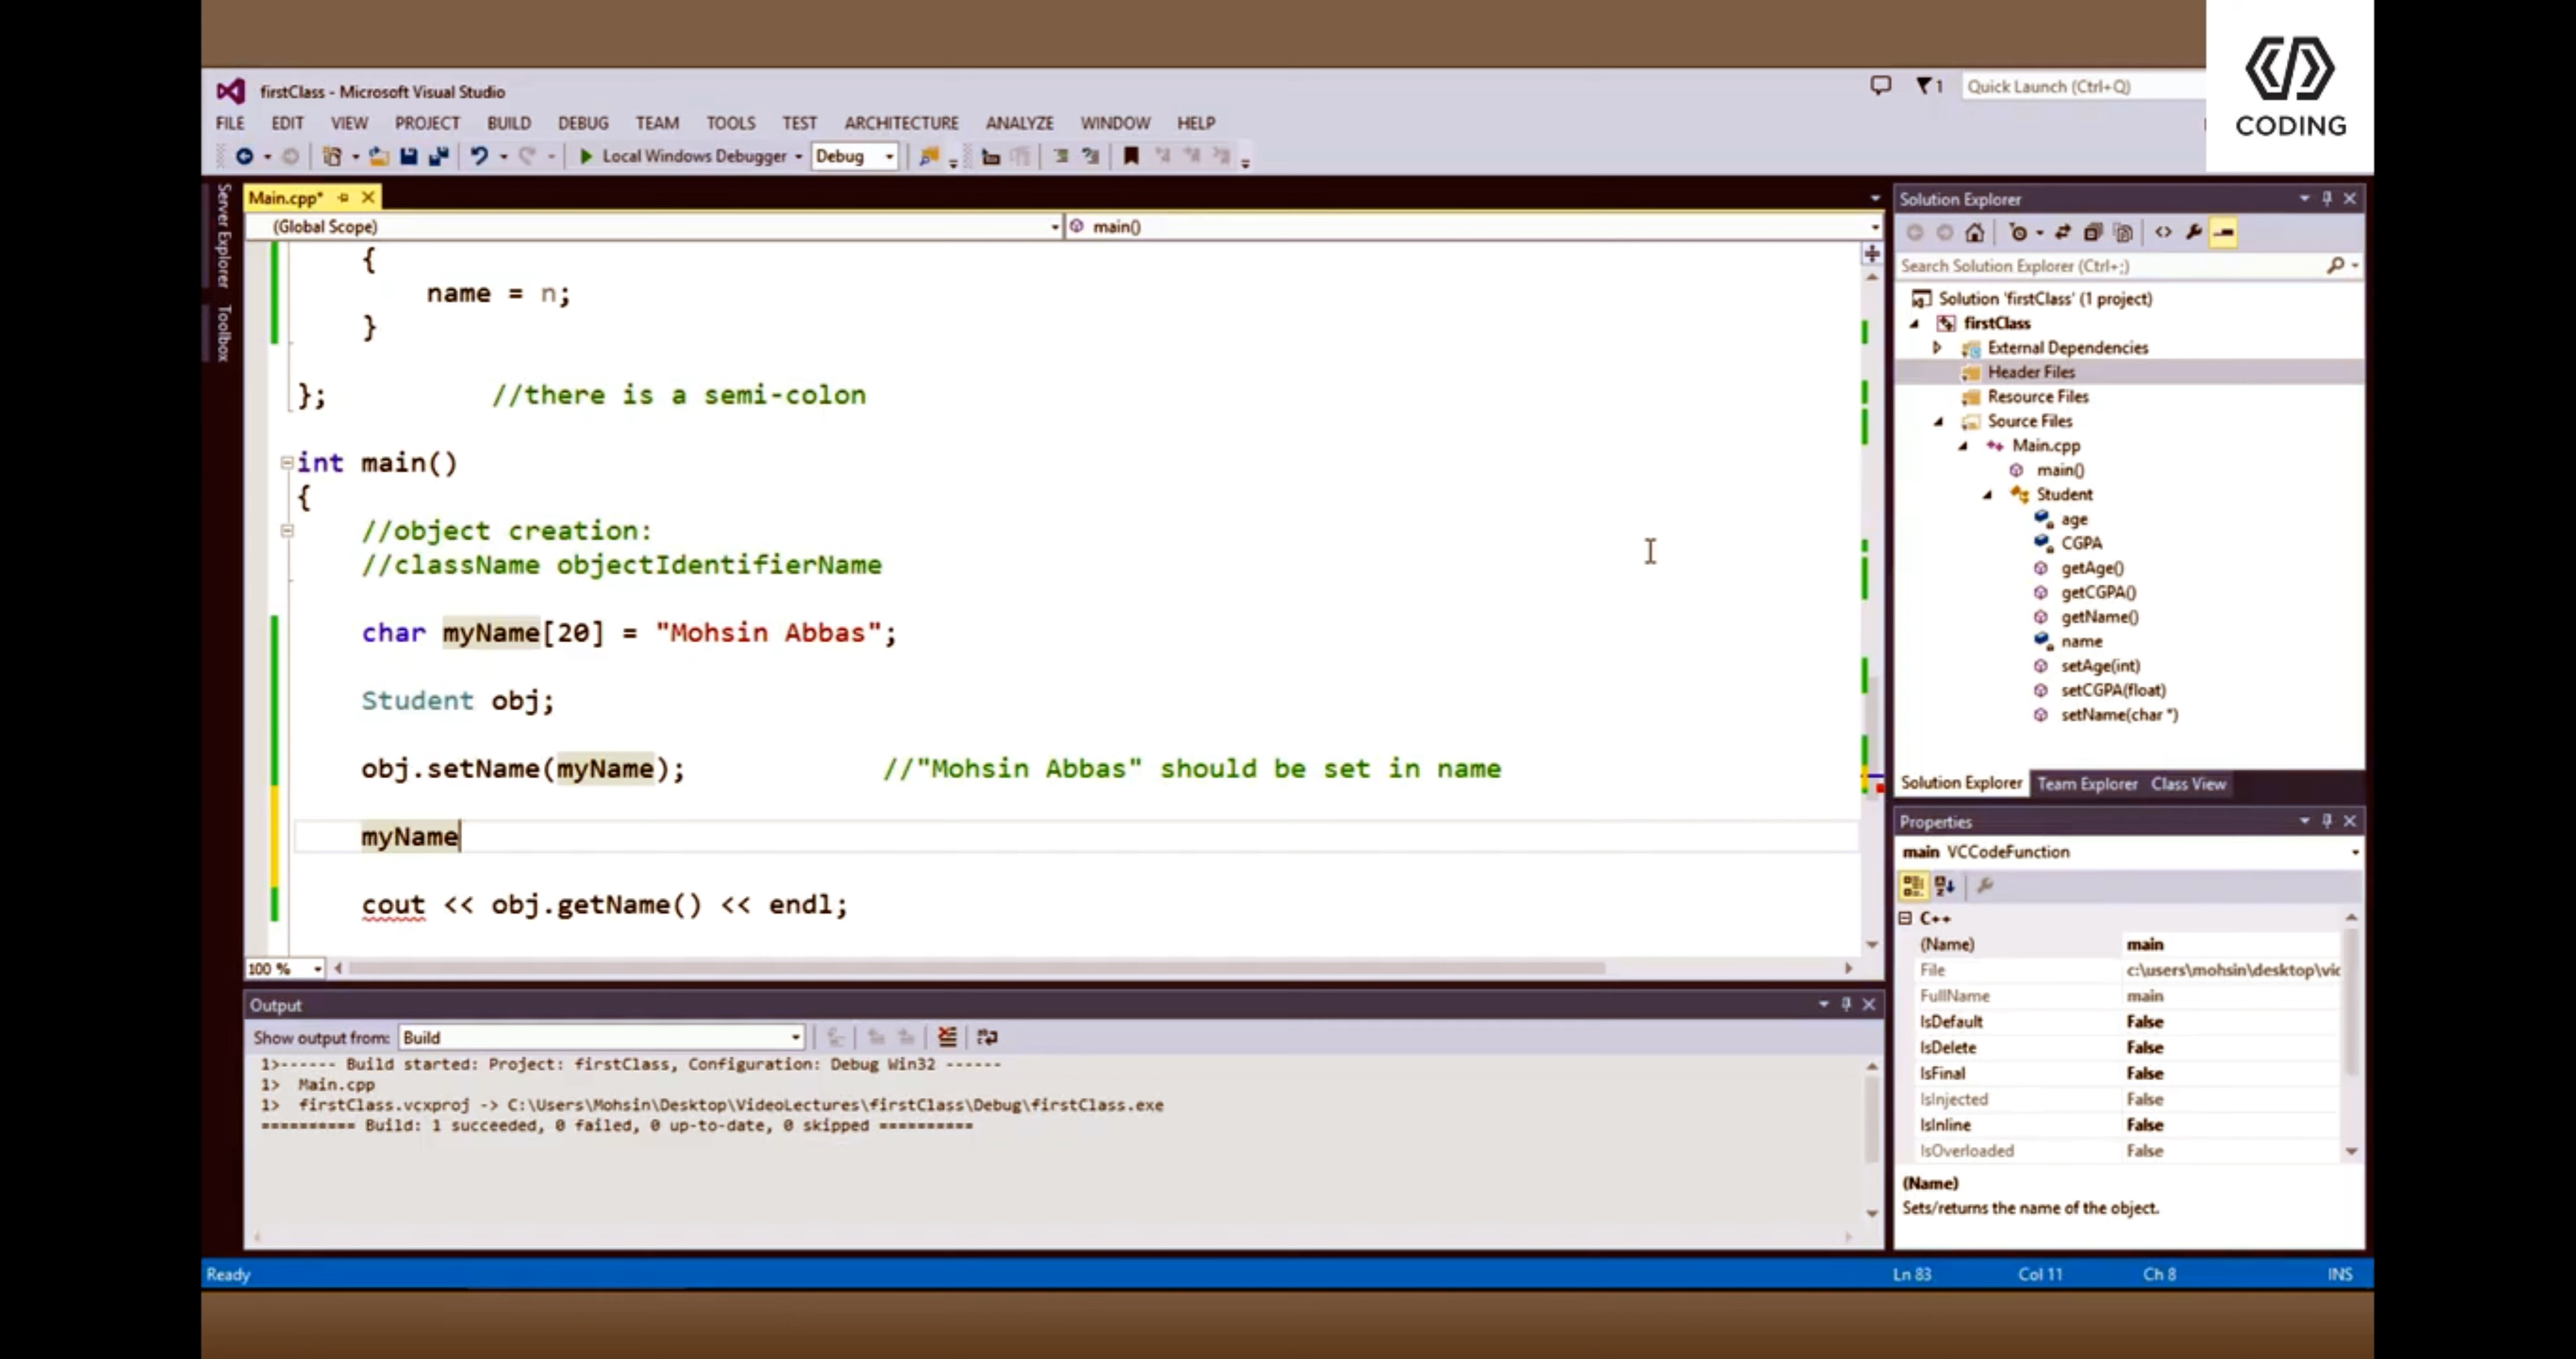 CODING
firstClass - Microsoft Visual Studio
1
Quick Launch (Ctrl+Q)
FILE EDIT VIEW PROJECT BUILD DEBUG TEAM TOOLS TEST ARCHITECTURE ANALYZE WINDOW HELP
Local Windows Debugger Debug
Server Explorer
Toolbox
Main.cpp*
(Global Scope) main()
{
name = n;
}
}; //there is a semi-colon
int main()
{
//object creation:
//className objectIdentifierName
char myName[20] = "Mohsin Abbas";
Student obj;
obj.setName(myName); //"Mohsin Abbas" should be set in name
myName
cout << obj.getName() << endl;
100 %
Output
Show output from: Build
1>------ Build started: Project: firstClass, Configuration: Debug Win32 ------
1> Main.cpp
1> firstClass.vcxproj -> C:\Users\Mohsin\Desktop\VideoLectures\firstClass\Debug\firstClass.exe
========== Build: 1 succeeded, 0 failed, 0 up-to-date, 0 skipped ==========
Solution Explorer
Search Solution Explorer (Ctrl+;)
Solution 'firstClass' (1 project)
firstClass
External Dependencies
Header Files
Resource Files
Source Files
Main.cpp
main()
Student
age
CGPA
getAge()
getCGPA()
getName()
name
setAge(int)
setCGPA(float)
setName(char *)
Solution Explorer Team Explorer Class View
Properties
main VCCodeFunction
C++
(Name) main
File c:\users\mohsin\desktop\vic
FullName main
IsDefault False
IsDelete False
IsFinal False
IsInjected False
IsInline False
IsOverloaded False
(Name)
Sets/returns the name of the object.
Ready Ln 83 Col 11 Ch 8 INS